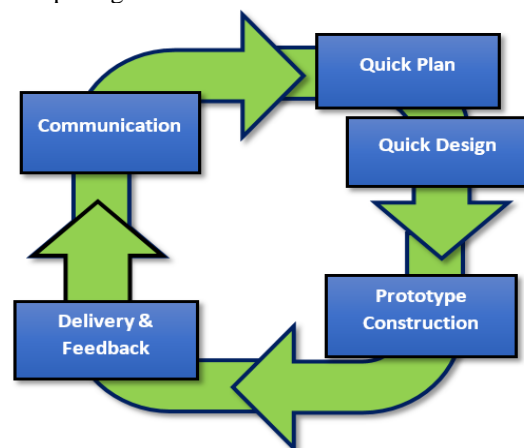 Quick Plan
Communication
Quick Design
Prototype
Construction
Delivery &
Feedback